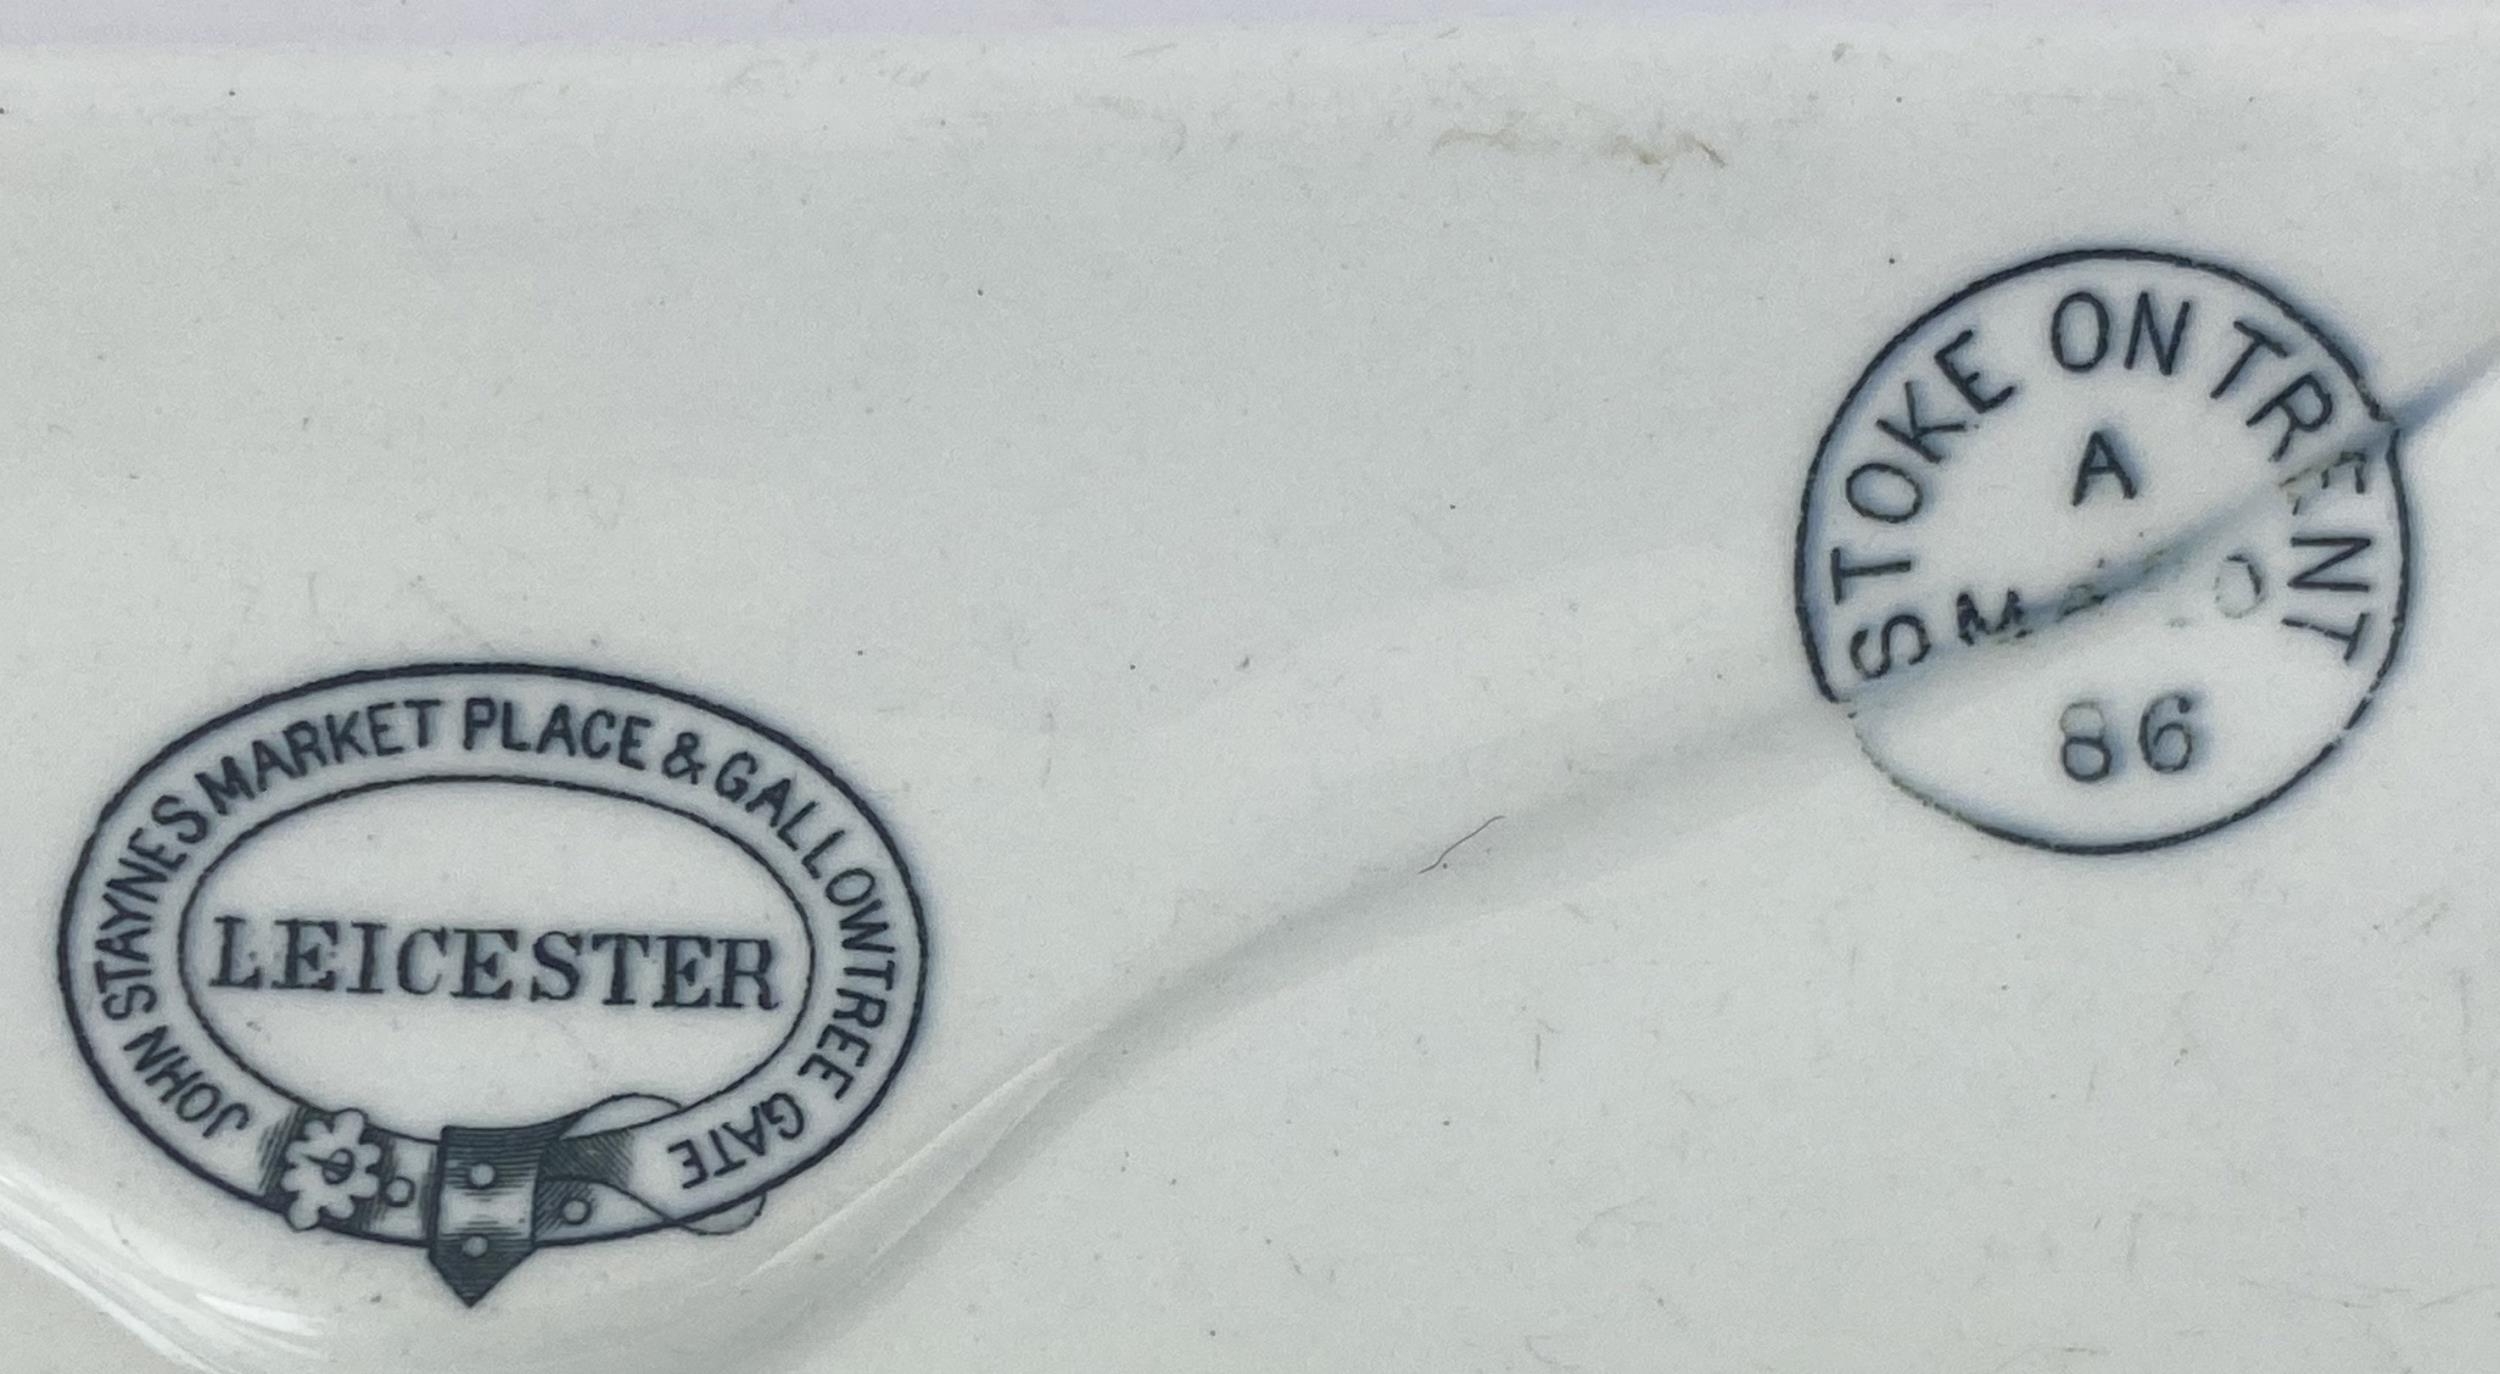 STOKE ON TRENT
A
86
JOHN STAYNES MARKET PLACE & GALLOWTREE GATE
LEICESTER